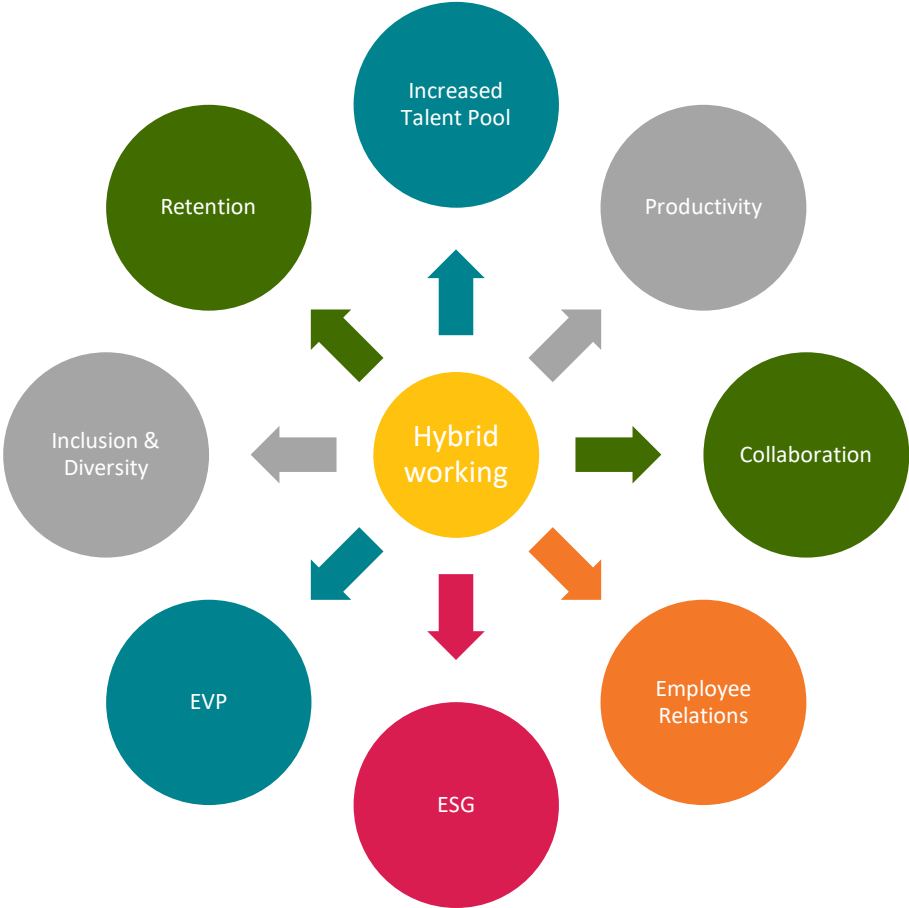 Increased
Talent Pool
Productivity
Collaboration
Employee
Relations
ESG
EVP
Inclusion &
Diversity
Retention
Hybrid
working